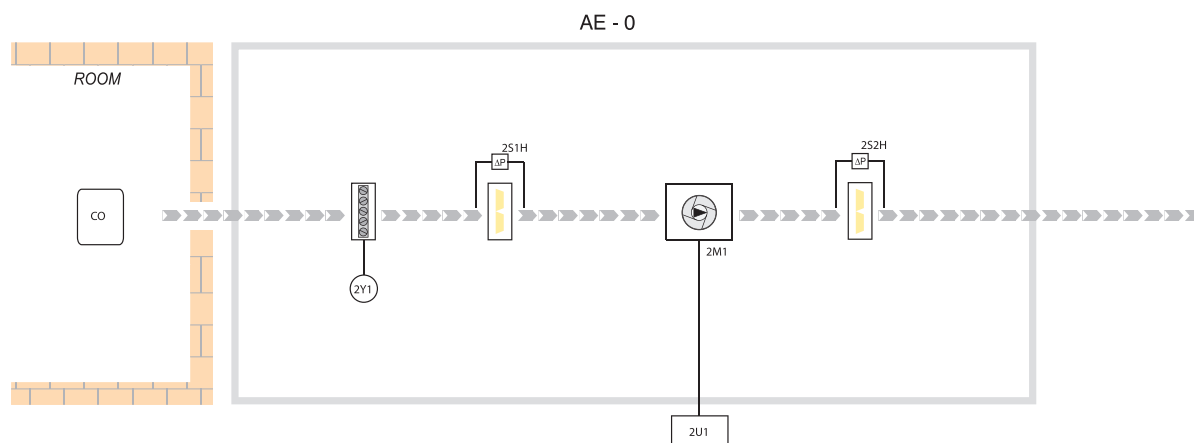 AE - 0
ROOM
2S1H
ΔP
2S2H
ΔP
CO
2M1
2Y1
2U1